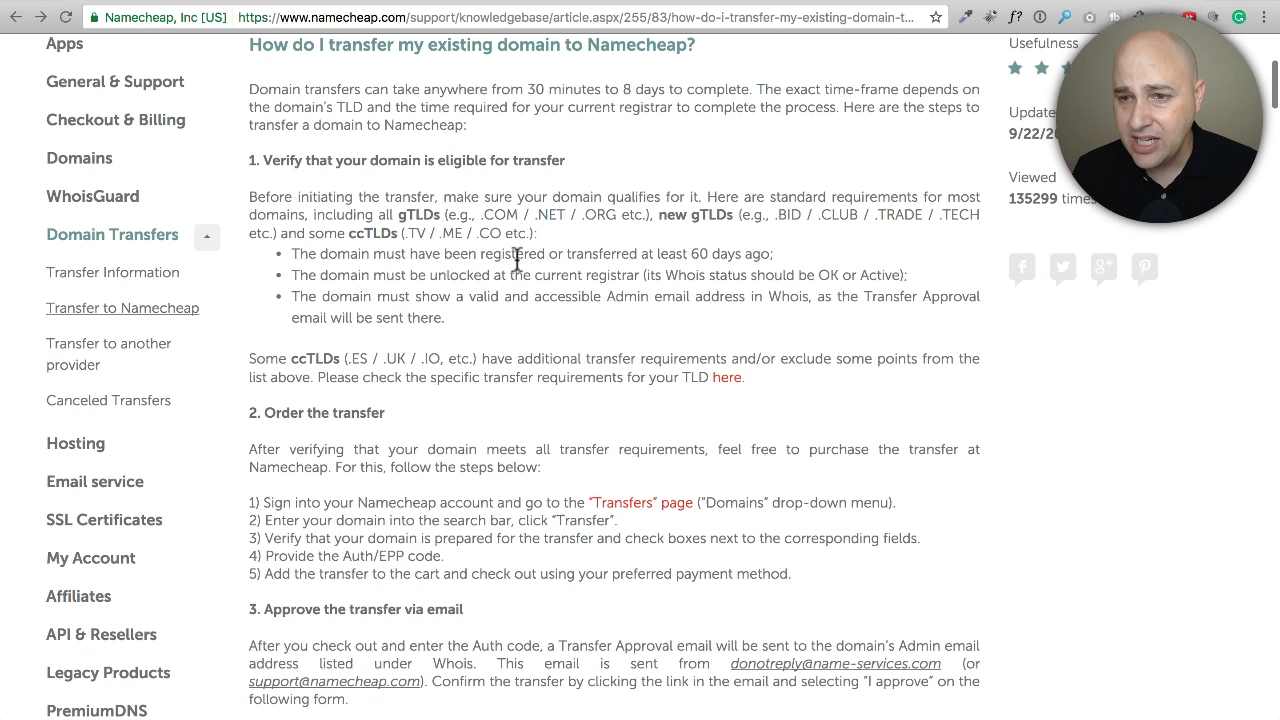 Namecheap, Inc [US]
https://www.namecheap.com/support/knowledgebase/article.aspx/255/83/how-do-i-transfer-my-existing-domain-t...
Apps
General & Support
Checkout & Billing
Domains
WhoisGuard
Domain Transfers
Transfer Information
Transfer to Namecheap
Transfer to another
provider
Canceled Transfers
Hosting
Email service
SSL Certificates
My Account
Affiliates
API & Resellers
Legacy Products
PremiumDNS
How do I transfer my existing domain to Namecheap?
Domain transfers can take anywhere from 30 minutes to 8 days to complete. The exact time-frame depends on
the domain's TLD and the time required for your current registrar to complete the process. Here are the steps to
transfer a domain to Namecheap:
1. Verify that your domain is eligible for transfer
Before initiating the transfer, make sure your domain qualifies for it. Here are standard requirements for most
domains, including all gTLDs (e.g., .COM / .NET / .ORG etc.), new gTLDs (e.g., .BID / .CLUB / .TRADE / .TECH
etc.) and some ccTLDs (.TV / .ME / .CO etc.):
• The domain must have been registered or transferred at least 60 days ago;
• The domain must be unlocked at the current registrar (its Whois status should be OK or Active);
• The domain must show a valid and accessible Admin email address in Whois, as the Transfer Approval
email will be sent there.
Some ccTLDs (.ES / .UK / .IO, etc.) have additional transfer requirements and/or exclude some points from the
list above. Please check the specific transfer requirements for your TLD here.
2. Order the transfer
After verifying that your domain meets all transfer requirements, feel free to purchase the transfer at
Namecheap. For this, follow the steps below:
1) Sign into your Namecheap account and go to the “Transfers” page (“Domains” drop-down menu).
2) Enter your domain into the search bar, click “Transfer”.
3) Verify that your domain is prepared for the transfer and check boxes next to the corresponding fields.
4) Provide the Auth/EPP code.
5) Add the transfer to the cart and check out using your preferred payment method.
3. Approve the transfer via email
After you check out and enter the Auth code, a Transfer Approval email will be sent to the domain's Admin email
address listed under Whois. This email is sent from donotreply@name-services.com (or
support@namecheap.com). Confirm the transfer by clicking the link in the email and selecting “I approve” on the
following form.
Usefulness
Update
9/22/20
Viewed
135299 times